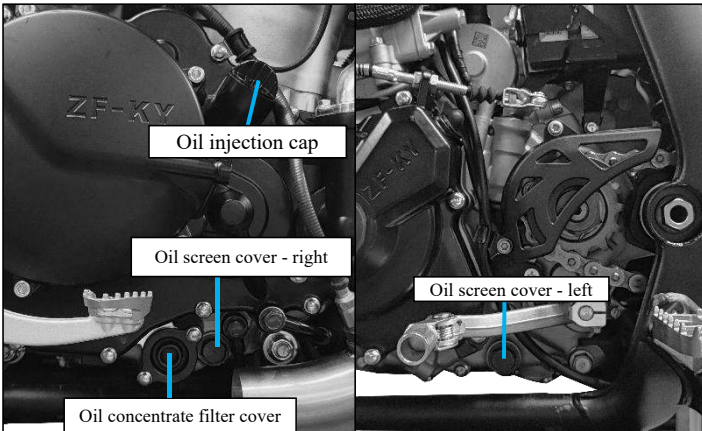 ZF-KY
Oil injection cap
Oil screen cover - right
Oil concentrate filter cover
ZF-KY
Oil screen cover - left